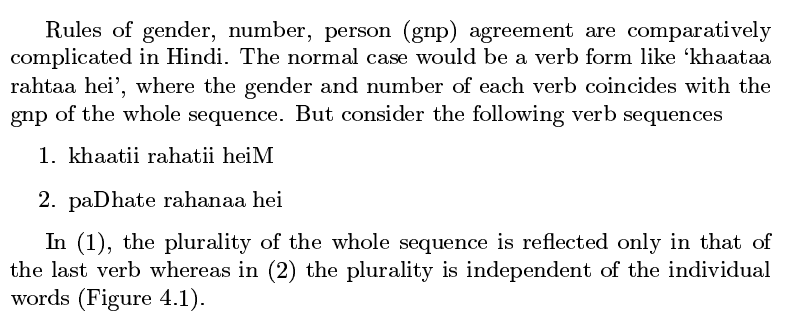 Rules of gender, number, person (gnp) agreement are comparatively
complicated in Hindi. The normal case would be a verb form like ‘khaataa
rahtaa hei’, where the gender and number of each verb coincides with the
gnp of the whole sequence. But consider the following verb sequences
1. khaatii rahatii heiM
2. paDhate rahanaa hei
In (1), the plurality of the whole sequence is reflected only in that of
the last verb whereas in (2) the plurality is independent of the individual
words (Figure 4.1).